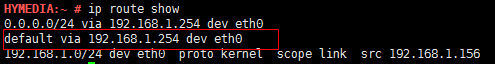 HYMEDIA:~ # ip route show
0.0.0.0/24 via 192.168.1.254 dev eth0
default via 192.168.1.254 dev eth0
192.168.1.0/24 dev eth0  proto kernel  scope link  src 192.168.1.156